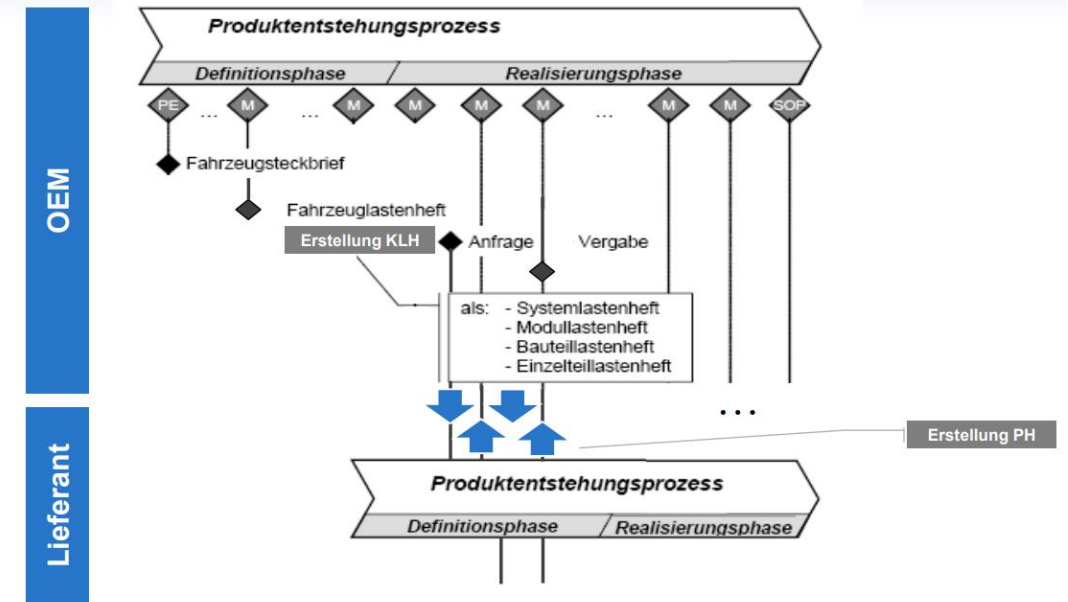 Produktentstehungsprozess
Definitionsphase
Realisierungsphase
PE ... M ... M M M M ... M M SOP
Fahrzeugsteckbrief
Fahrzeuglastenheft
Erstellung KLH
Anfrage
Vergabe
als: - Systemlastenheft
- Modullastenheft
- Bauteillastenheft
- Einzelteillastenheft
OEM
...
Erstellung PH
Produktentstehungsprozess
Definitionsphase
Realisierungsphase
Lieferant